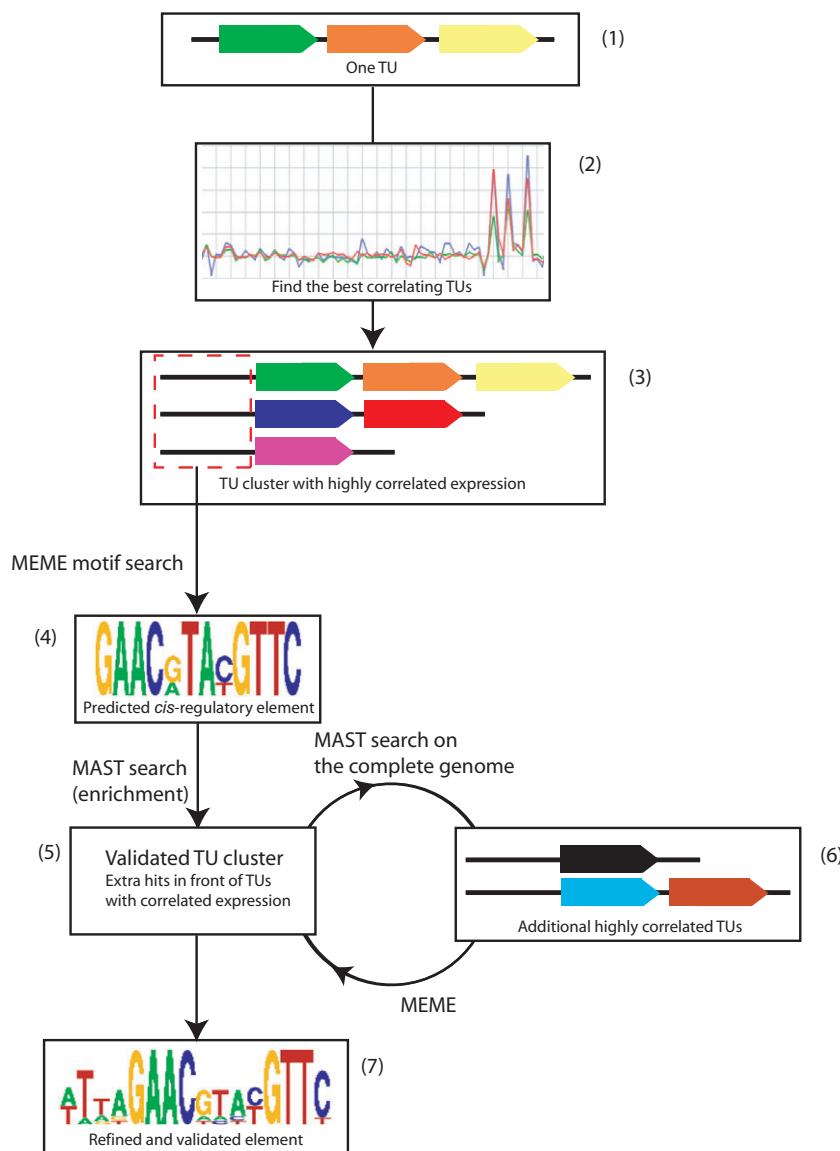 (1)
One TU
(2)
Find the best correlating TUs
(3)
TU cluster with highly correlated expression
MEME motif search
(4)
GAACGTACGTTC
A T
Predicted cis-regulatory element
MAST search
(enrichment)
MAST search on
the complete genome
(5)
Validated TU cluster
Extra hits in front of TUs
with correlated expression
(6)
Additional highly correlated TUs
MEME
(7)
ATTAGAACGTACGTTC
Refined and validated element